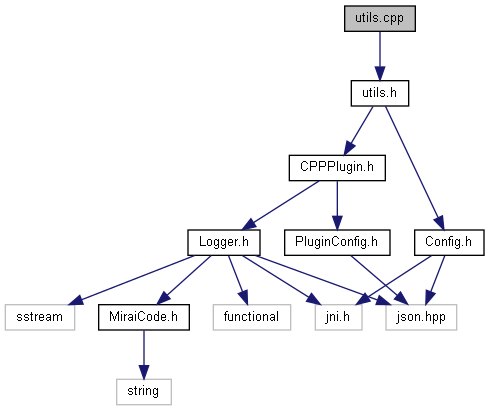 utils.cpp
utils.h
CPPPlugin.h
Logger.h
PluginConfig.h
Config.h
sstream
MiraiCode.h
functional
jni.h
json.hpp
string